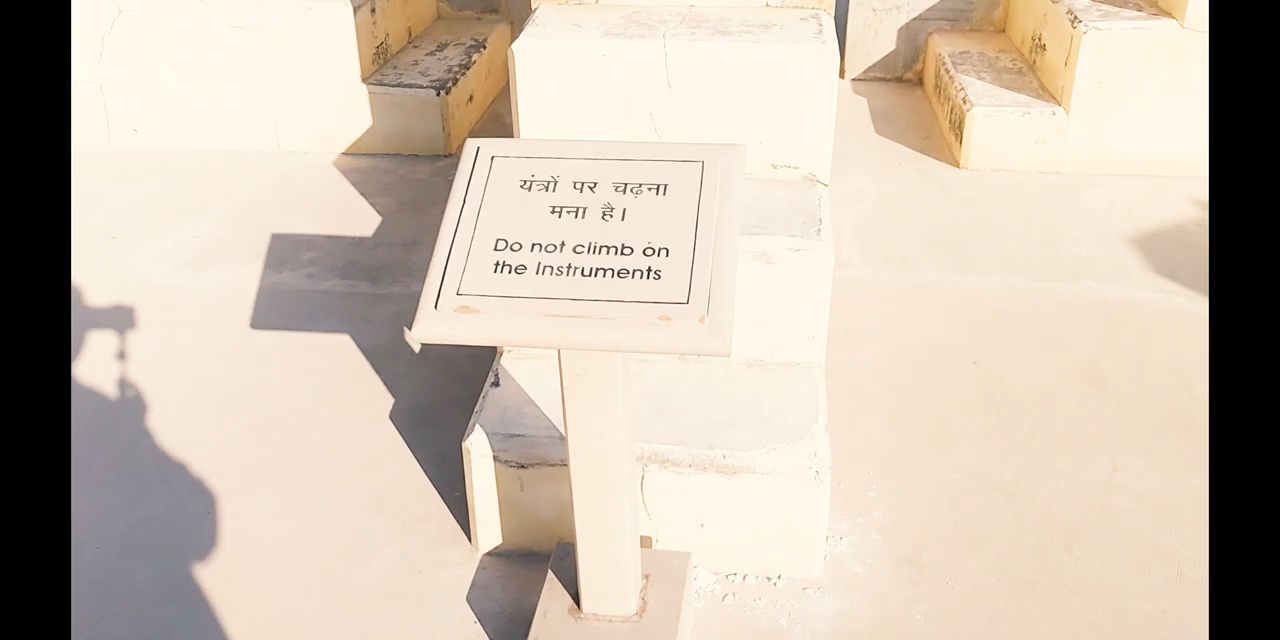 यंत्रों पर चढ़ना
मना है।
Do not climb on
the Instruments